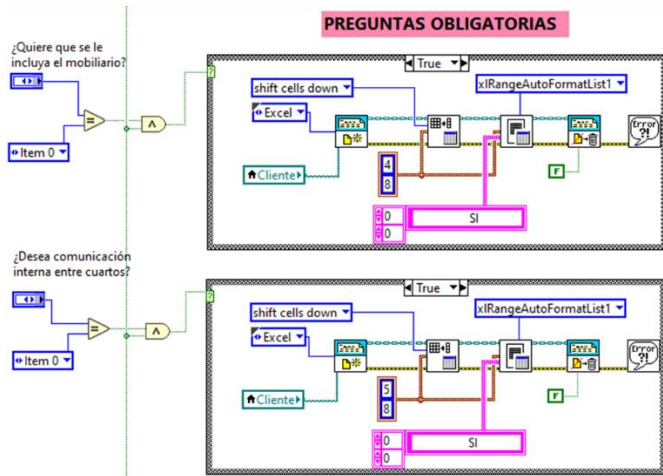 PREGUNTAS OBLIGATORIAS
¿Quiere que se le
incluya el mobiliario?
True
shift cells down
xlRangeAutoFormatList1
Excel
Item 0
Cliente
4
8
F
Error
?!
0
0
SI
¿Desea comunicación
interna entre cuartos?
True
shift cells down
xlRangeAutoFormatList1
Excel
Item 0
Cliente
5
8
F
Error
?!
0
0
SI